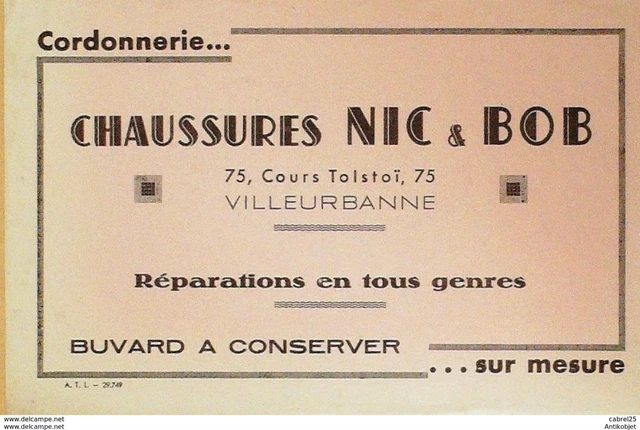 Cordonnerie...
CHAUSSURES NIC & BOB
75, Cours Tolstoï, 75
VILLEURBANNE
Réparations en tous genres
BUVARD A CONSERVER
... sur mesure
A. T. L. — 29.749
www.delcampe.net
cabrel25
www.delcampe.net
Antikobjet